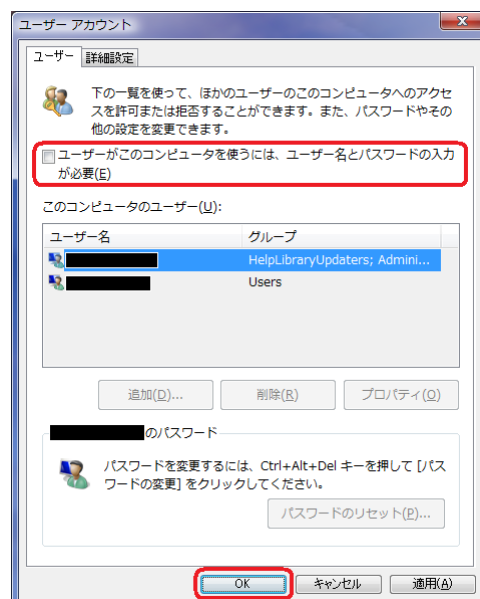 ユーザー アカウント
ユーザー 詳細設定
下の一覧を使って、ほかのユーザーのこのコンピュータへのアクセ
スを許可または拒否することができます。また、パスワードやその
他の設定を変更できます。
ユーザーがこのコンピュータを使うには、ユーザー名とパスワードの入力
が必要(E)
このコンピュータのユーザー(U):
ユーザー名 グループ
HelpLibraryUpdaters; Admini...
Users
追加(D)... 削除(R) プロパティ(O)
のパスワード
パスワードを変更するには、Ctrl+Alt+Del キーを押して [パス
ワードの変更] をクリックしてください。
パスワードのリセット(P)...
OK キャンセル 適用(A)